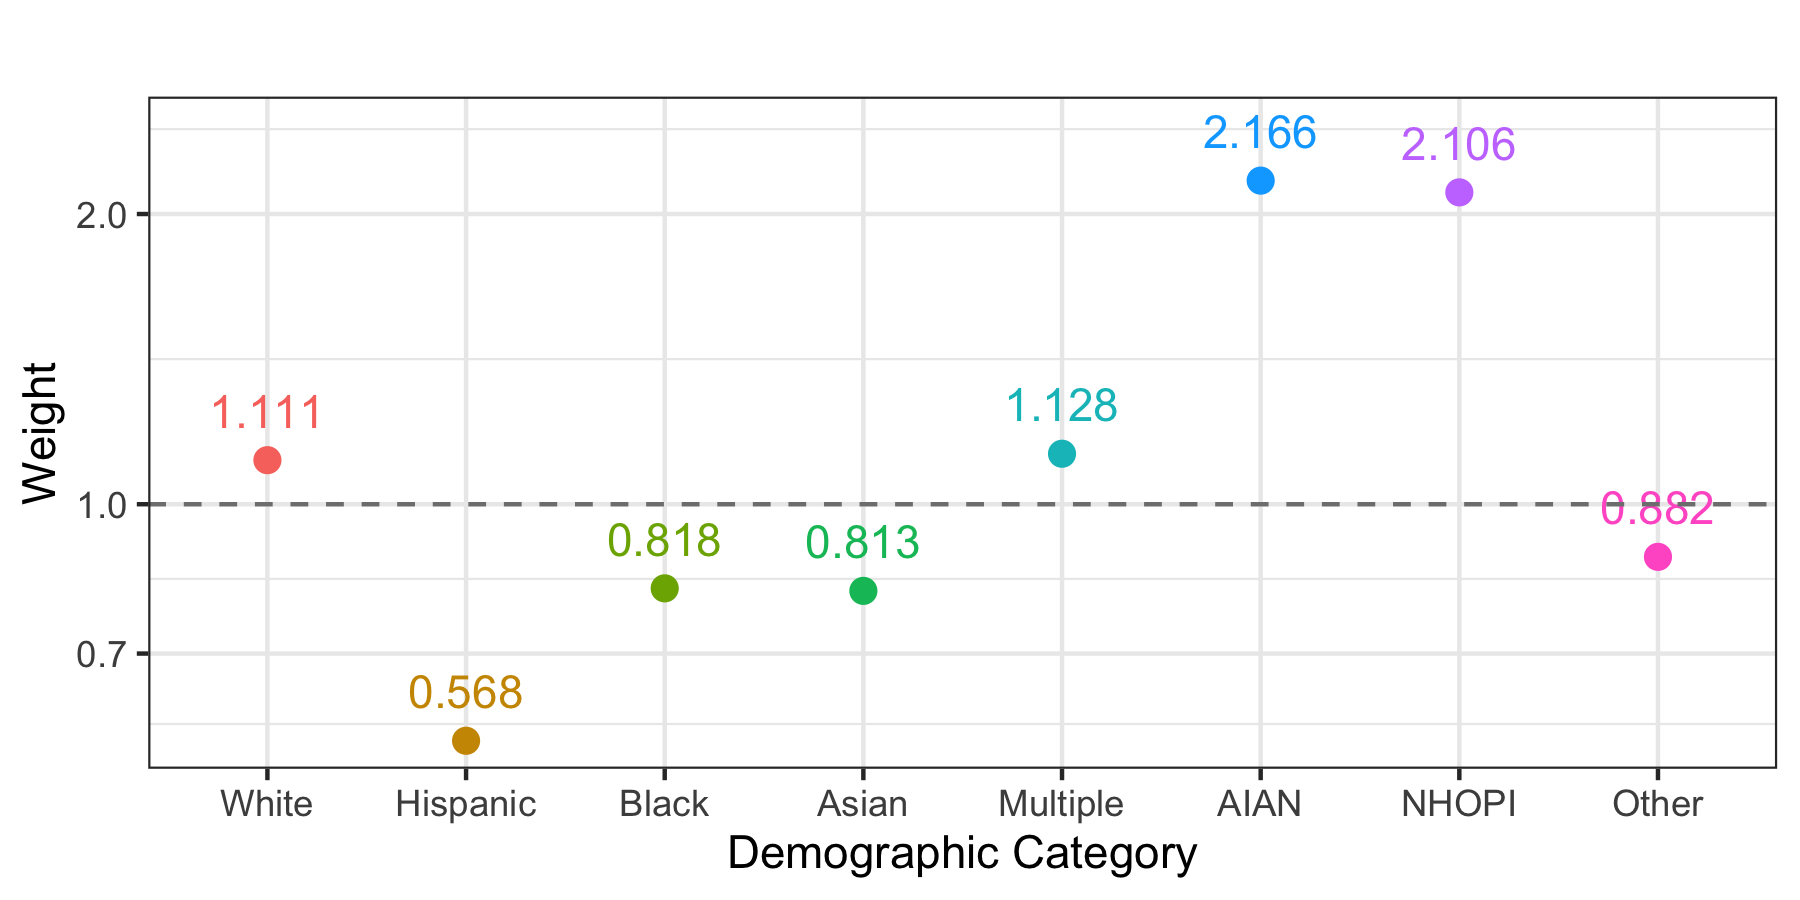 2.166
2.106
2.0
1.111
1.128
1.0
0.882
0.818
0.813
0.7
0.568
Weight
White
Hispanic
Black
Asian
Multiple
AIAN
NHOPI
Other
Demographic Category